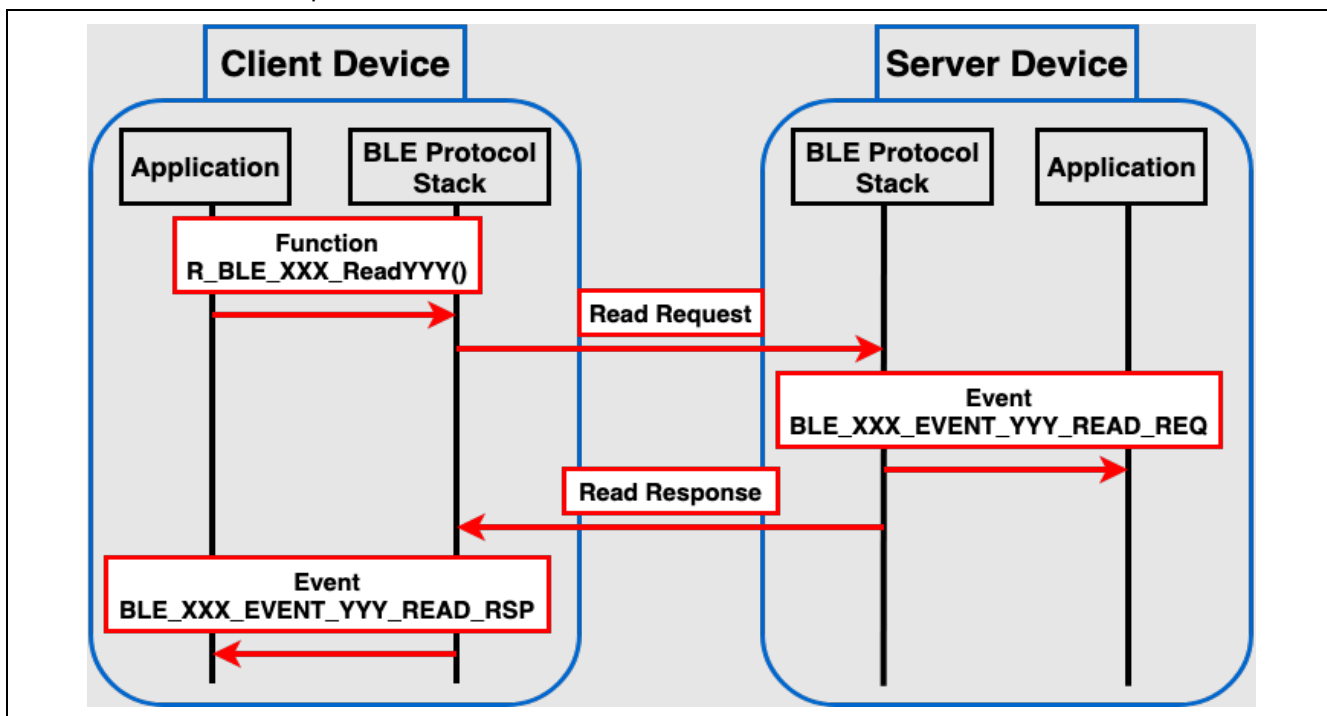 Client Device
Server Device
Application
BLE Protocol
Stack
BLE Protocol
Stack
Application
Function
R_BLE_XXX_ReadYYY()
Read Request
Event
BLE_XXX_EVENT_YYY_READ_REQ
Read Response
Event
BLE_XXX_EVENT_YYY_READ_RSP